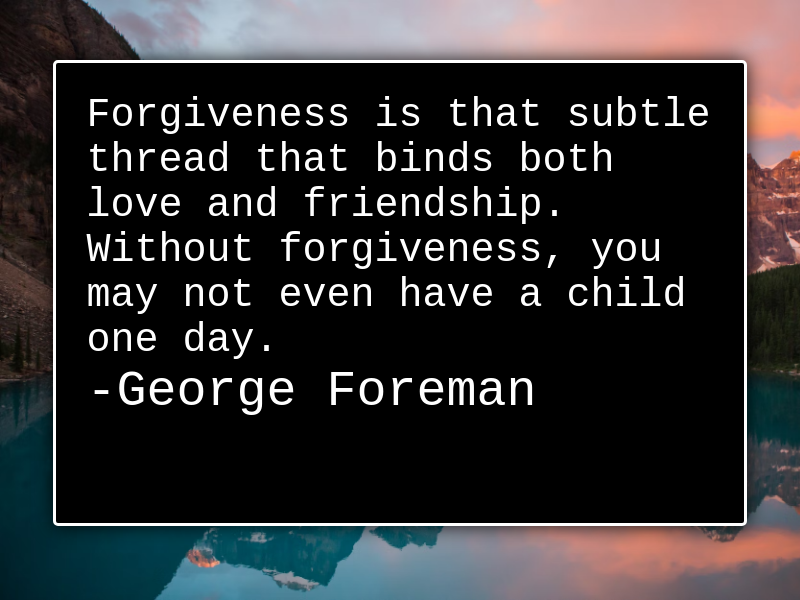 Forgiveness is that subtle
thread that binds both
love and friendship.
Without forgiveness, you
may not even have a child
one day.
-George Foreman